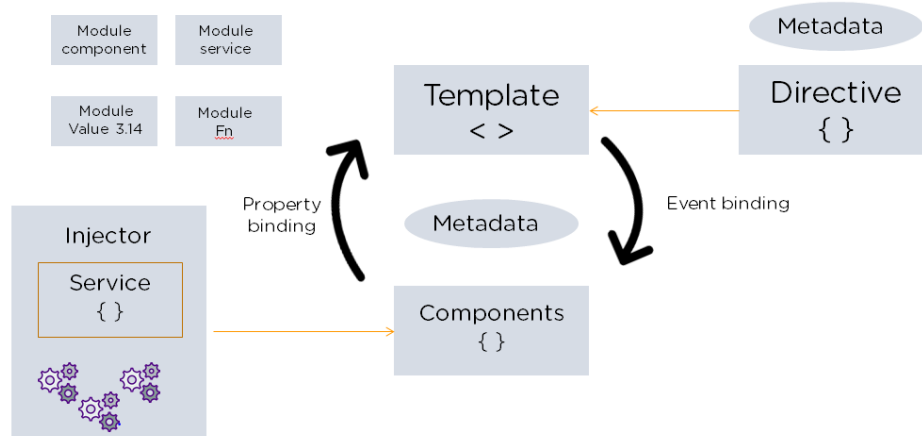 Module
component
Module
service
Module
Value 3.14
Module
Fn
Metadata
Template
< >
Directive
{ }
Property
binding
Event binding
Metadata
Injector
Service
{ }
Components
{ }